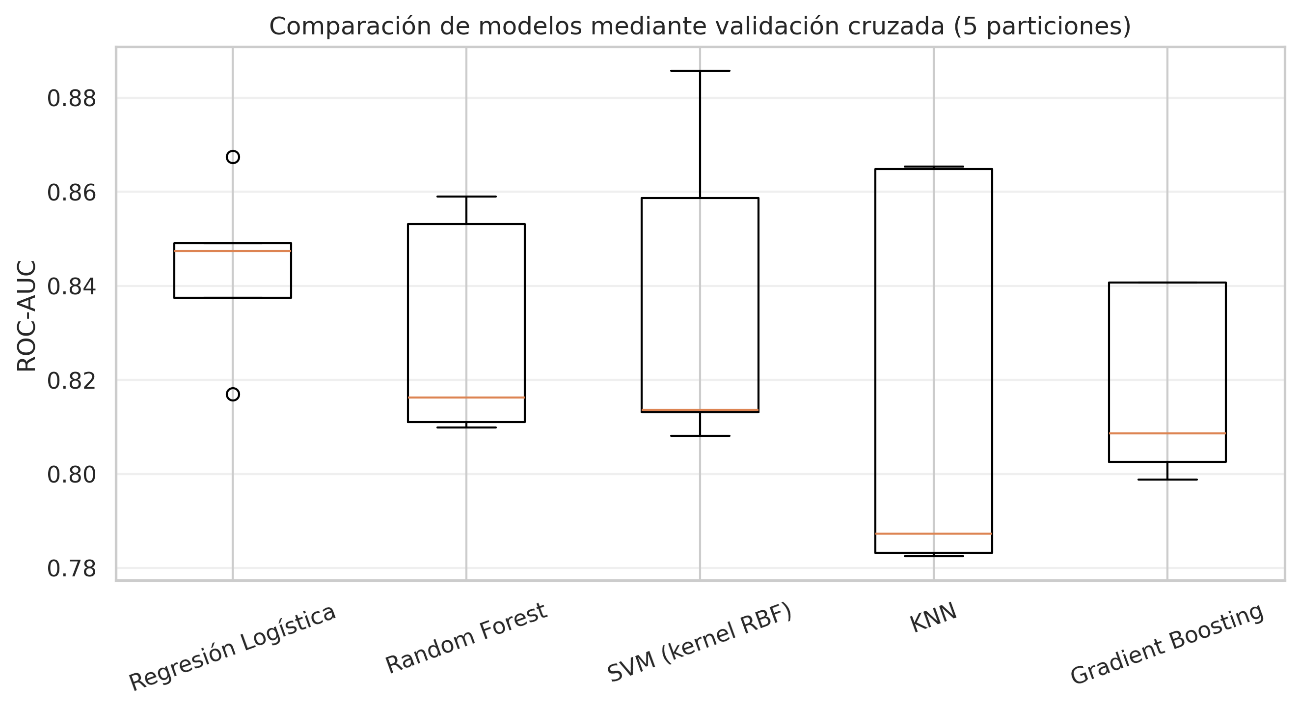 Comparación de modelos mediante validación cruzada (5 particiones)
ROC-AUC
0.88
0.86
0.84
0.82
0.80
0.78
Regresión Logística
Random Forest
SVM (kernel RBF)
KNN
Gradient Boosting